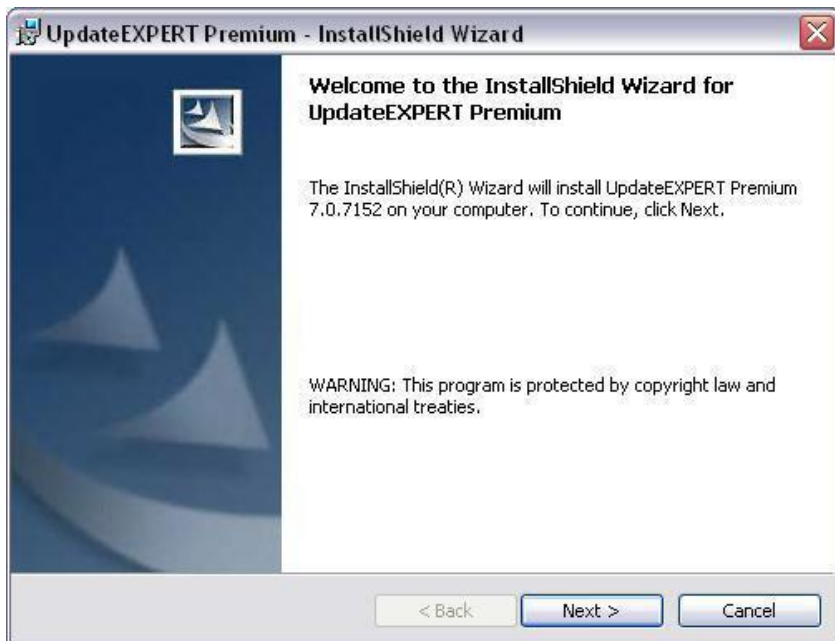 UpdateEXPERT Premium - InstallShield Wizard
Welcome to the InstallShield Wizard for
UpdateEXPERT Premium
The InstallShield(R) Wizard will install UpdateEXPERT Premium
7.0.7152 on your computer. To continue, click Next.
WARNING: This program is protected by copyright law and
international treaties.
< Back Next > Cancel